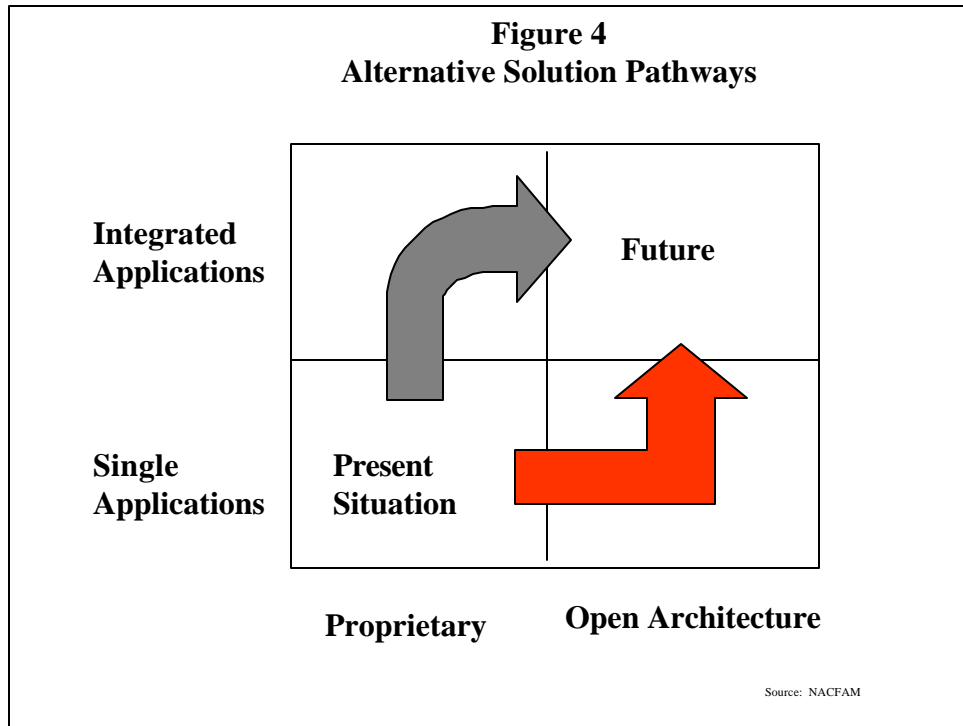 Figure 4
Alternative Solution Pathways
Integrated
Applications
Future
Single
Applications
Present
Situation
Proprietary
Open Architecture
Source: NACFAM